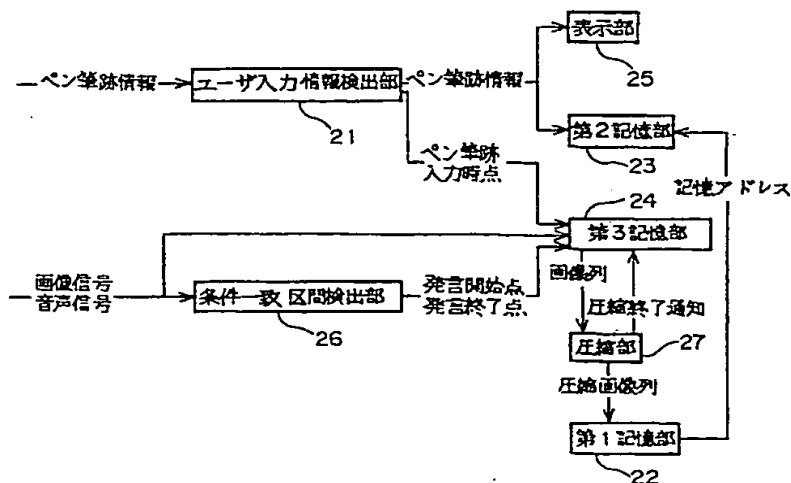 表示部
25
ペン筆跡情報
ユーザ入力情報検出部
ペン筆跡情報
21
第2記憶部
23
ペン筆跡
入力時点
記憶アドレス
24
第3記憶部
画像信号
音声信号
条件一致区間検出部
26
発言開始点
発言終了点
画像列
圧縮終了通知
圧縮部
27
圧縮画像列
第1記憶部
22